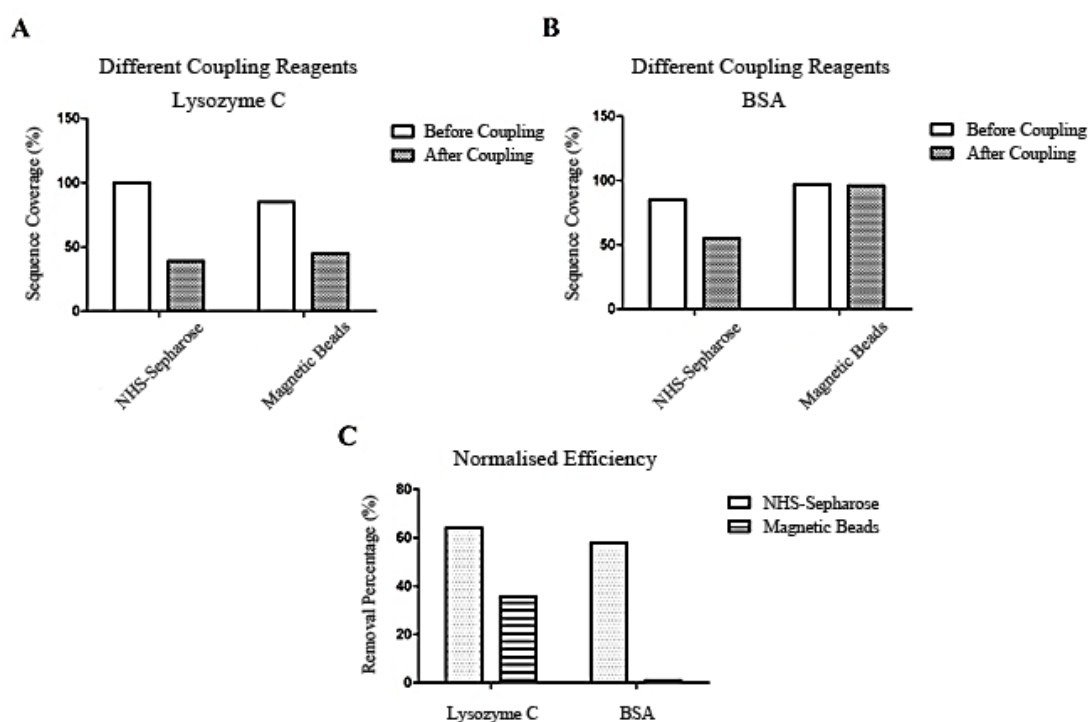 A
Different Coupling Reagents
Lysozyme C
Sequence Coverage (%)
150
100
50
0
NHS-Sepharose
Magnetic Beads
Before Coupling
After Coupling
B
Different Coupling Reagents
BSA
Sequence Coverage (%)
150
100
50
0
NHS-Sepharose
Magnetic Beads
Before Coupling
After Coupling
C
Normalised Efficiency
Removal Percentage (%)
80
60
40
20
0
Lysozyme C
BSA
NHS-Sepharose
Magnetic Beads